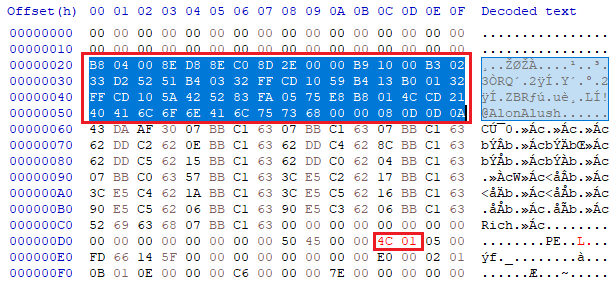 Offset(h) 00 01 02 03 04 05 06 07 08 09 0A 0B 0C 0D 0E 0F Decoded text
00000000 00 00 00 00 00 00 00 00 00 00 00 00 00 00 00 00 ................
00000010 00 00 00 00 00 00 00 00 00 00 00 00 00 00 00 00 ................
00000020 B8 04 00 8E D8 8E C0 8D 2E 00 00 B9 10 00 B3 02 ¸..ŽØŽÀ....¹..³.
00000030 33 D2 52 51 B4 03 32 FF CD 10 59 B4 13 B0 01 32 3ÒRQ´.2ÿÍ.Y´.°.2
00000040 FF CD 10 5A 42 52 83 FA 05 75 E8 B8 01 4C CD 21 ÿÍ.ZBRƒú.uè¸.LÍ!
00000050 40 41 6C 6F 6E 41 6C 75 73 68 00 00 08 0D 0D 0A @AlonAlush......
00000060 43 DA AF 30 07 BB C1 63 07 BB C1 63 07 BB C1 63 CÚ¯0.»Ác.»Ác.»Ác
00000070 62 DD C2 62 0E BB C1 63 62 DD C4 62 8C BB C1 63 bÝÂb.»ÁcbÝÄbŒ»Ác
00000080 62 DD C5 62 15 BB C1 63 62 DD C0 62 04 BB C1 63 bÝÅb.»ÁcbÝÀb.»Ác
00000090 07 BB C0 63 57 BB C1 63 3C E5 C2 62 17 BB C1 63 .»ÀcW»Ác<åÂb.»Ác
000000A0 3C E5 C4 62 1A BB C1 63 3C E5 C5 62 16 BB C1 63 <åÄb.»Ác<åÅb.»Ác
000000B0 90 E5 C5 62 06 BB C1 63 90 E5 C3 62 06 BB C1 63 .åÅb.»Ác.åÃb.»Ác
000000C0 52 69 63 68 07 BB C1 63 00 00 00 00 00 00 00 00 Rich.»Ác........
000000D0 00 00 00 00 00 00 00 00 50 45 00 00 4C 01 05 00 ........PE..L...
000000E0 FD 66 14 5F 00 00 00 00 00 00 00 00 E0 00 02 01 ýf._........à...
000000F0 0B 01 0E 00 00 C6 00 00 00 7E 00 00 00 00 00 00 .....Æ...~......